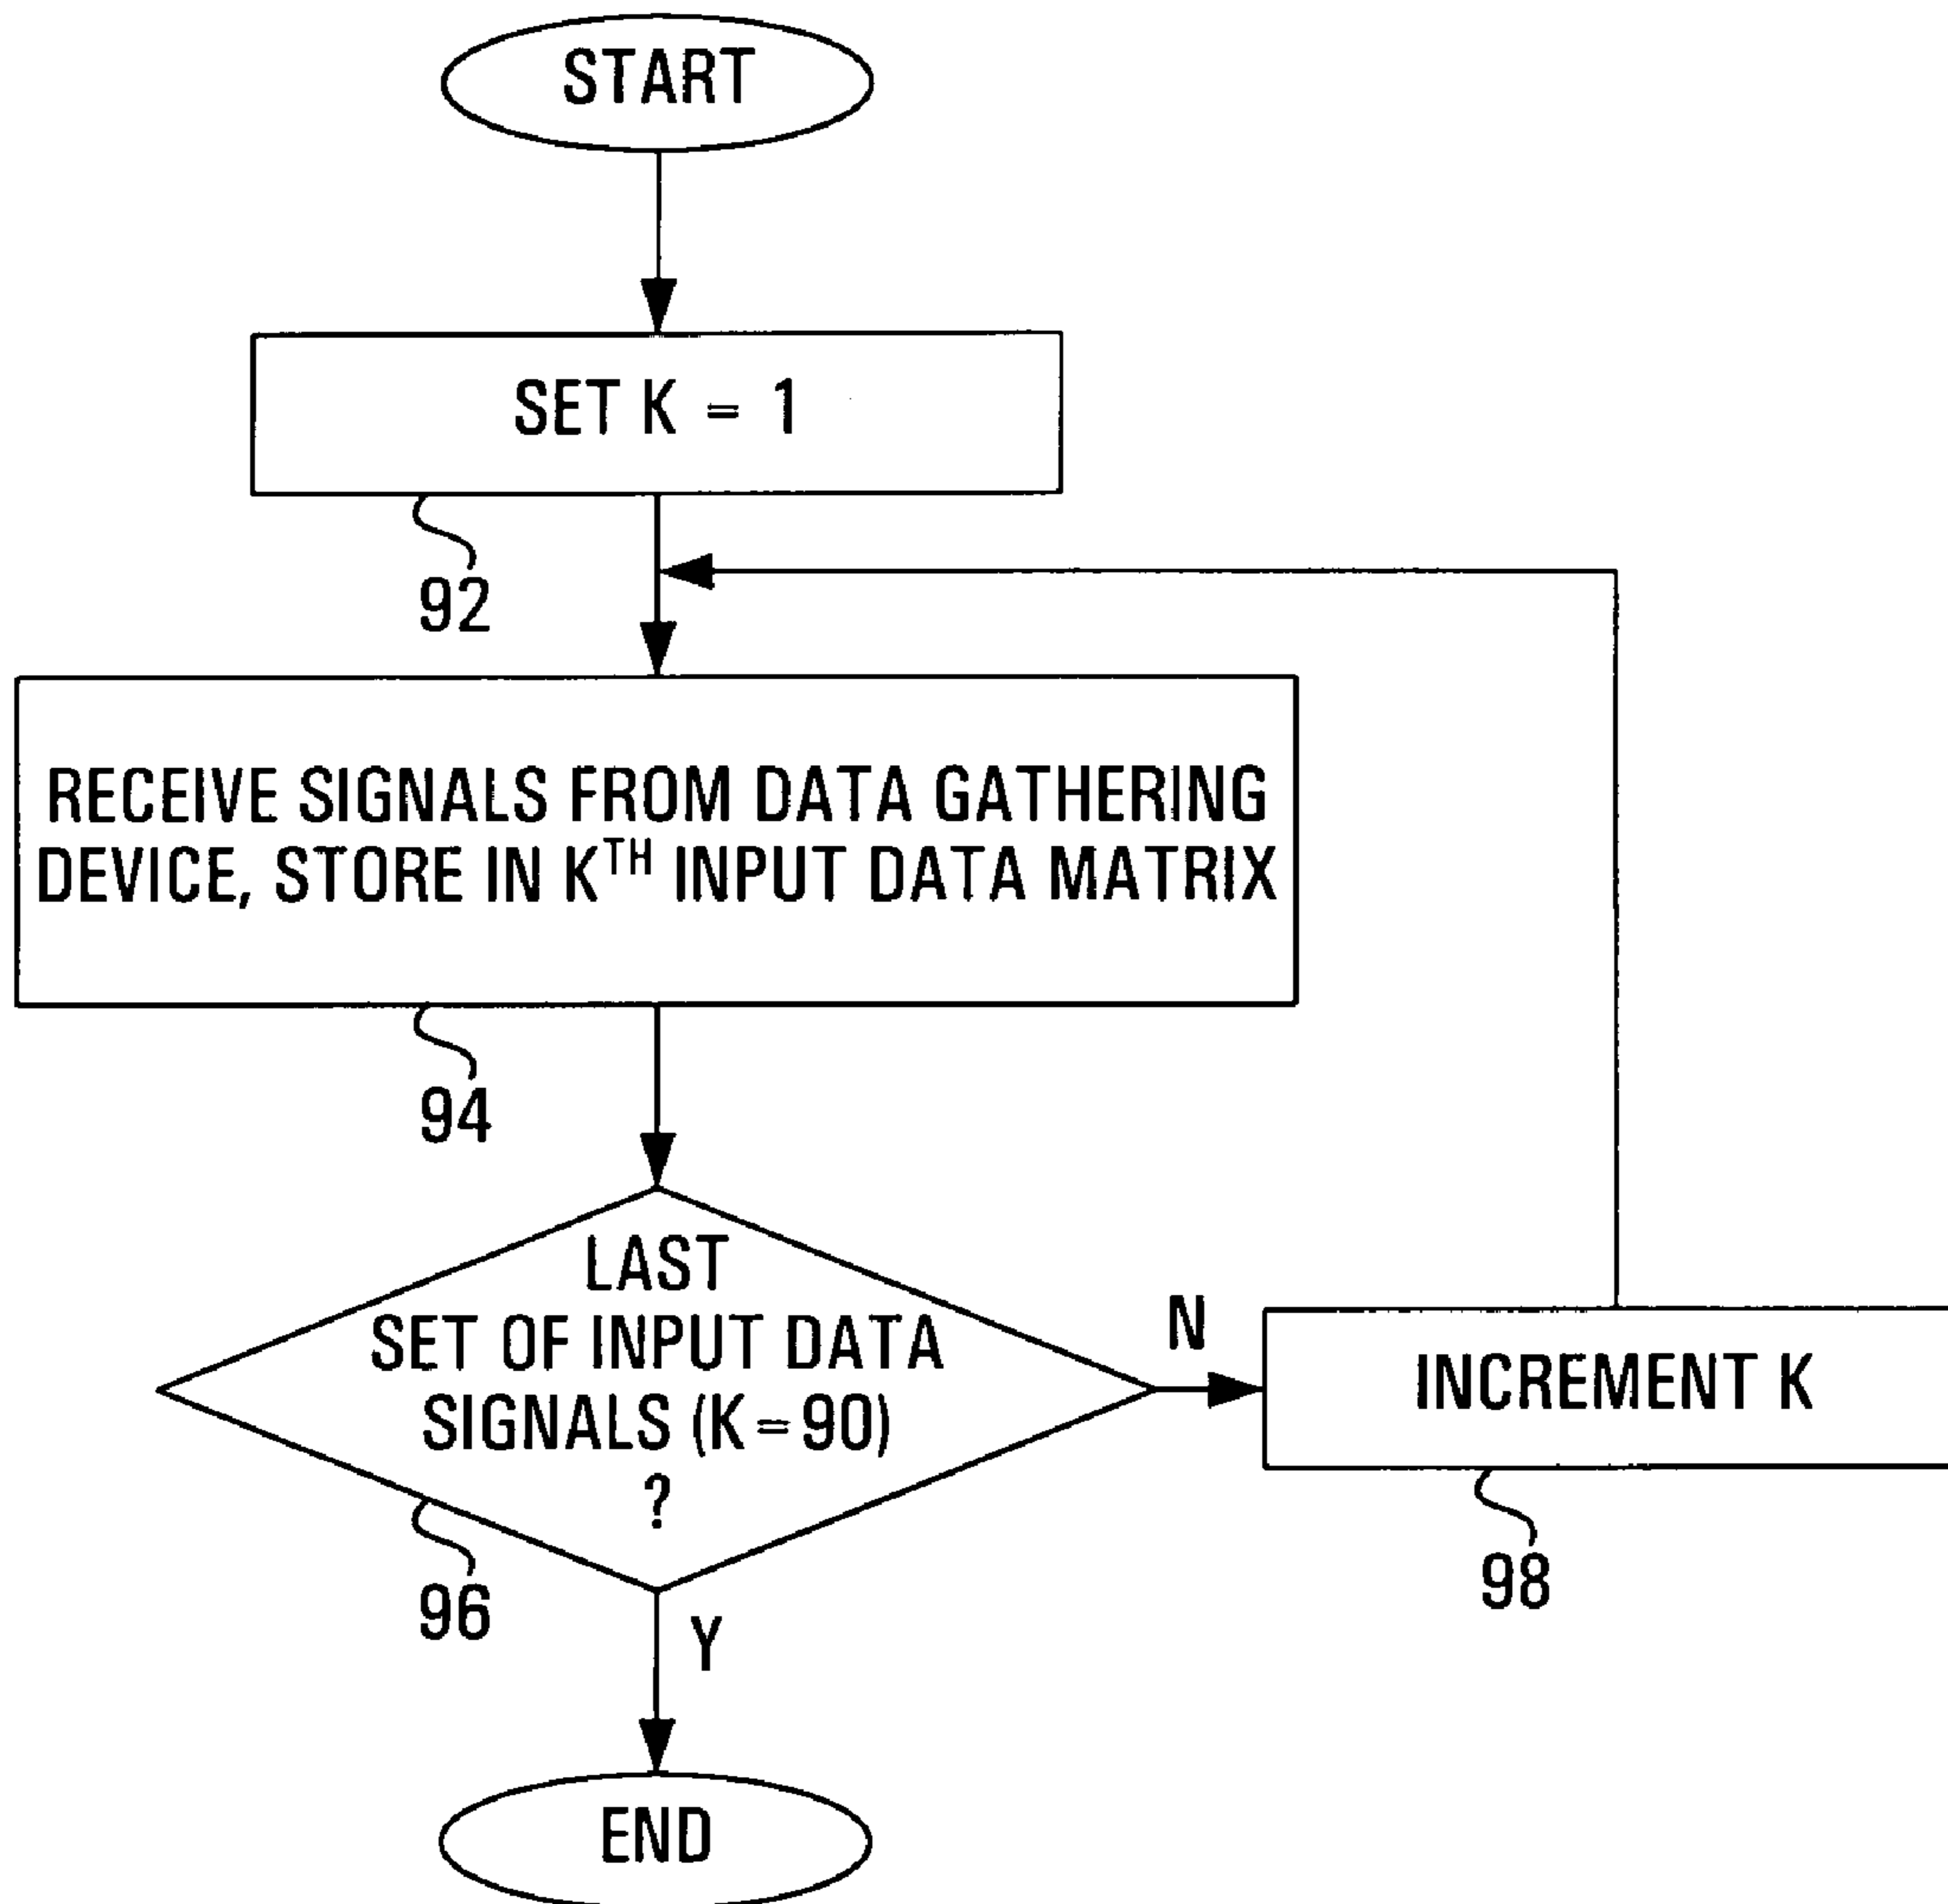 START
SET K = 1
92
RECEIVE SIGNALS FROM DATA GATHERING
DEVICE, STORE IN Kᵀᴴ INPUT DATA MATRIX
94
LAST
SET OF INPUT DATA
SIGNALS (K=90)
?
N
INCREMENT K
96
98
Y
END